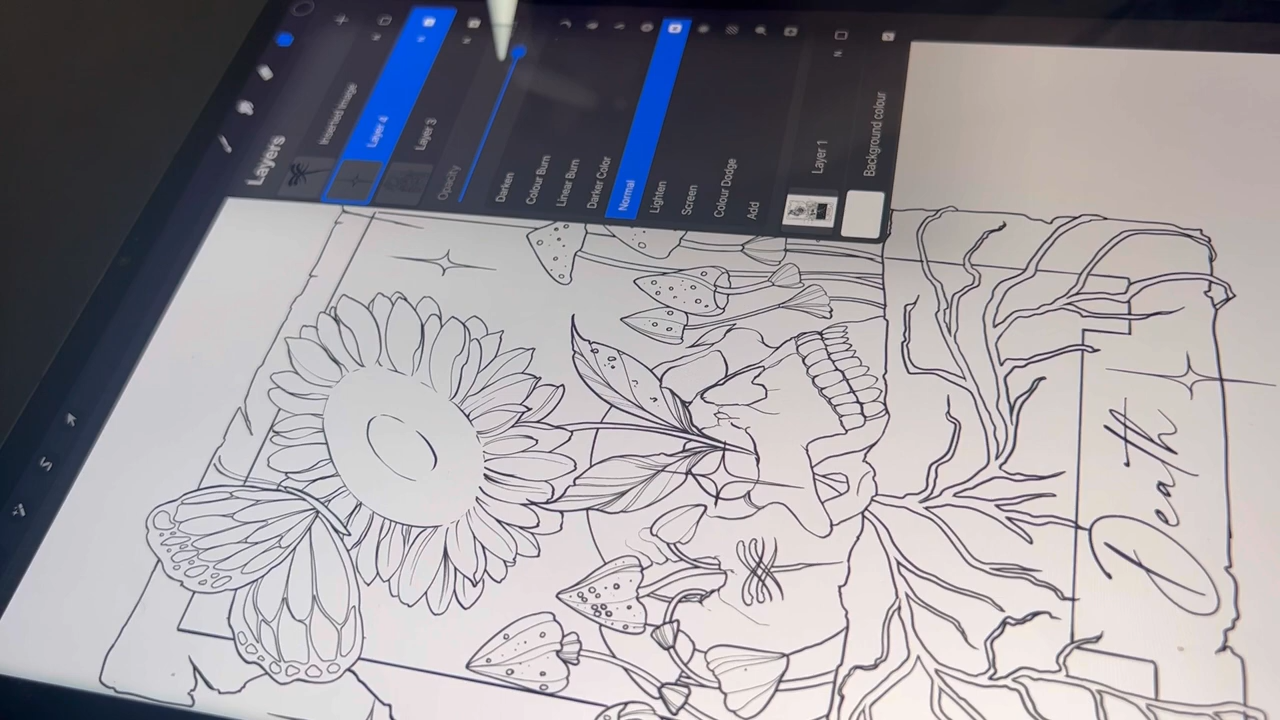 Layers
Inserted Image
Layer 4
N
Layer 3
N
Opacity
Darken
Colour Burn
Linear Burn
Darker Color
Normal
Lighten
Screen
Colour Dodge
Add
Layer 1
N
Background colour
Death